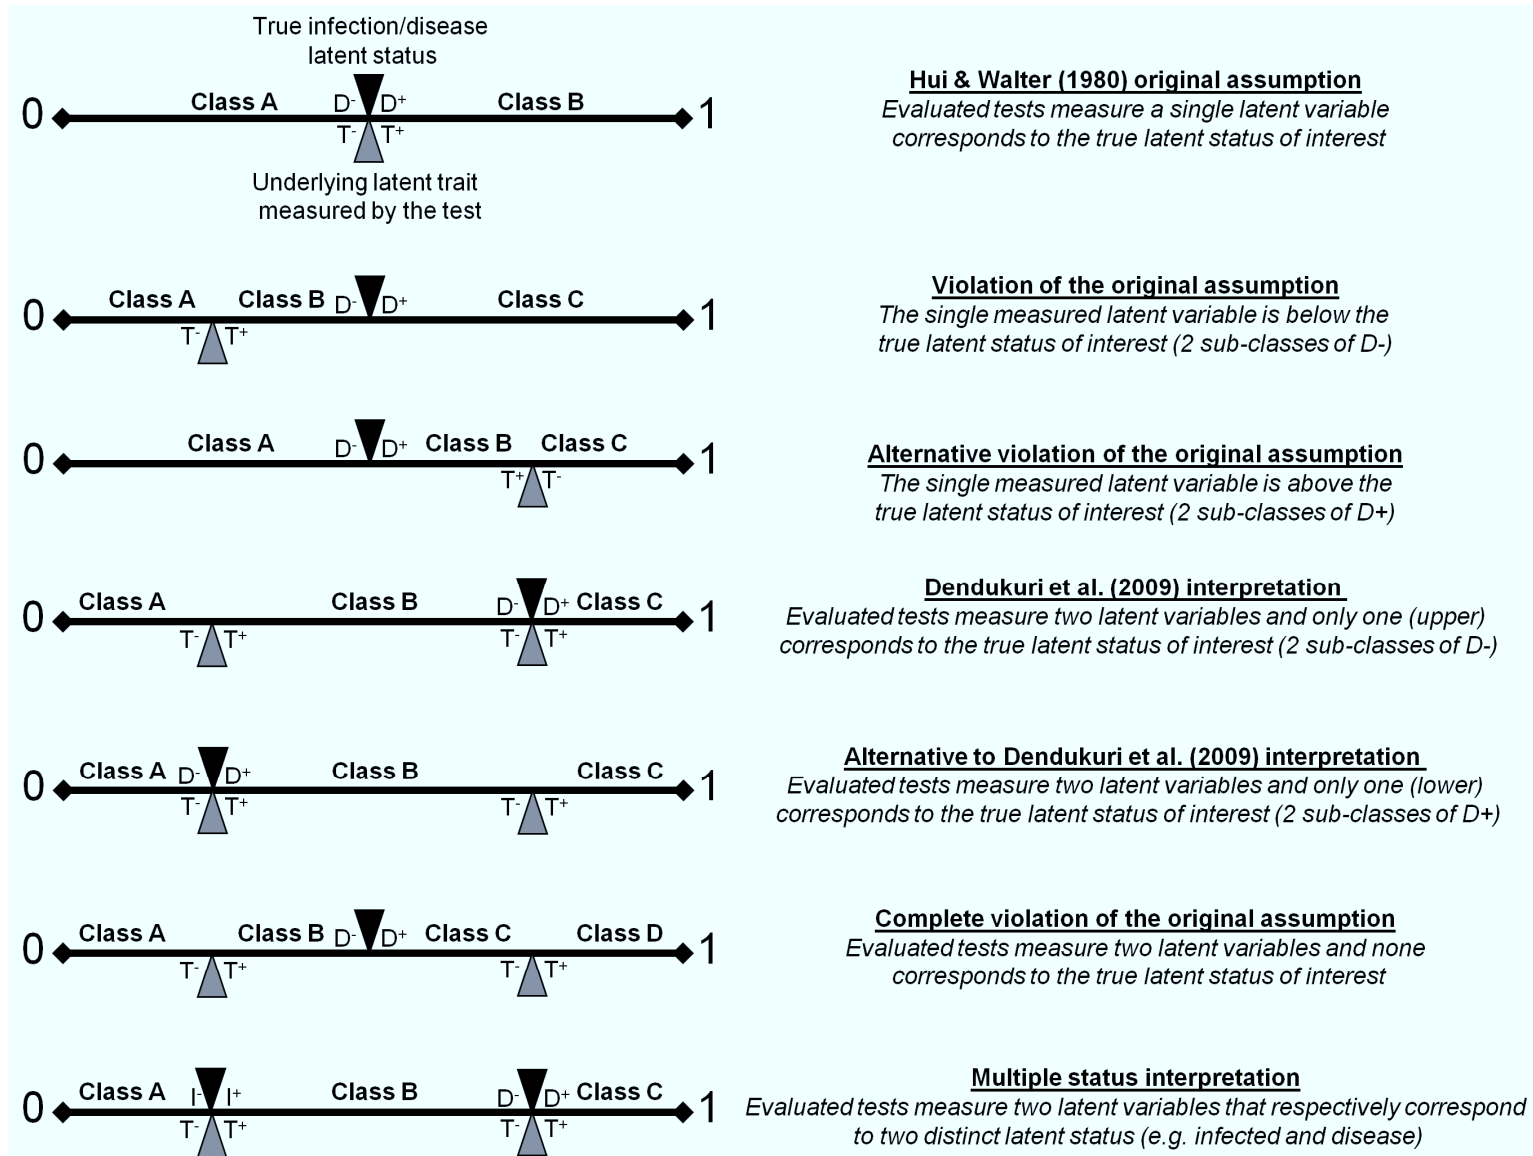 True infection/disease
latent status
0 Class A D- D+ Class B 1
T- T+
Underlying latent trait
measured by the test
Hui & Walter (1980) original assumption
Evaluated tests measure a single latent variable
corresponds to the true latent status of interest
0 Class A Class B D- D+ Class C 1
T- T+
Violation of the original assumption
The single measured latent variable is below the
true latent status of interest (2 sub-classes of D-)
0 Class A D- D+ Class B Class C 1
T+ T-
Alternative violation of the original assumption
The single measured latent variable is above the
true latent status of interest (2 sub-classes of D+)
0 Class A Class B D- D+ Class C 1
T- T+ T- T+
Dendukuri et al. (2009) interpretation
Evaluated tests measure two latent variables and only one (upper)
corresponds to the true latent status of interest (2 sub-classes of D-)
0 Class A D- D+ Class B Class C 1
T- T+ T- T+
Alternative to Dendukuri et al. (2009) interpretation
Evaluated tests measure two latent variables and only one (lower)
corresponds to the true latent status of interest (2 sub-classes of D+)
0 Class A Class B D- D+ Class C Class D 1
T- T+ T- T+
Complete violation of the original assumption
Evaluated tests measure two latent variables and none
corresponds to the true latent status of interest
0 Class A I- I+ Class B D- D+ Class C 1
T- T+ T- T+
Multiple status interpretation
Evaluated tests measure two latent variables that respectively correspond
to two distinct latent status (e.g. infected and disease)